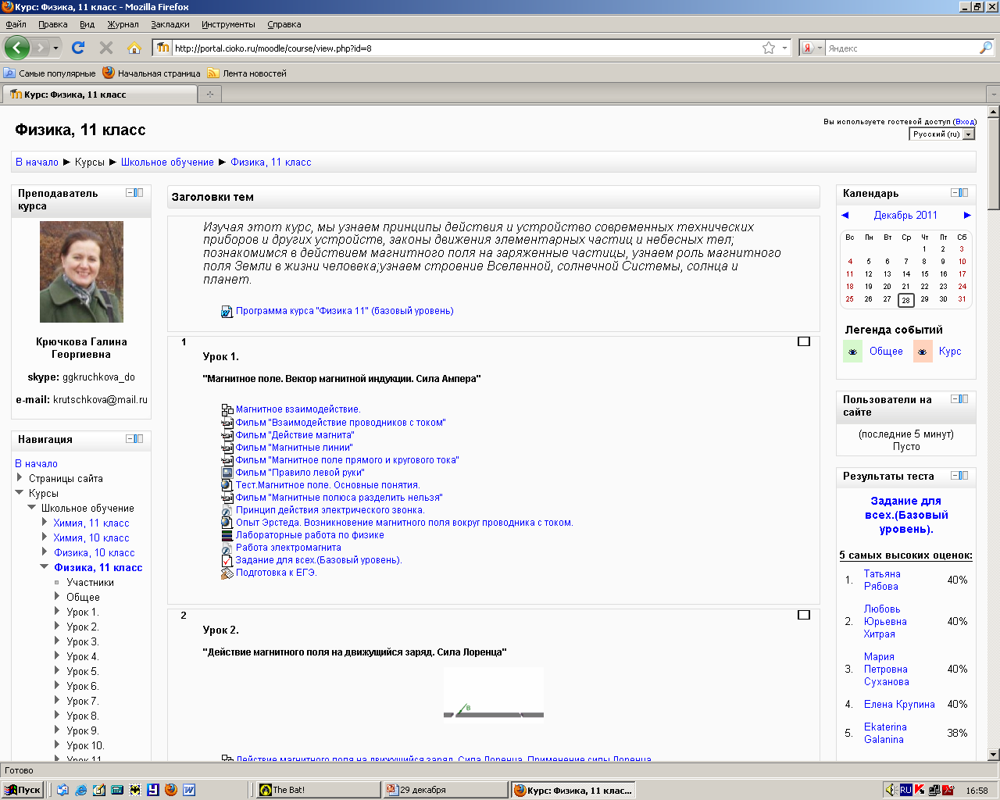 Курс: Физика, 11 класс - Mozilla Firefox
Файл Правка Вид Журнал Закладки Инструменты Справка
http://portal.cioko.ru/moodle/course/view.php?id=8
Яндекс
Самые популярные Начальная страница Лента новостей
Курс: Физика, 11 класс
Физика, 11 класс
Вы используете гостевой доступ (Вход)
Русский (ru)
В начало ► Курсы ► Школьное обучение ► Физика, 11 класс
Преподаватель
курса
Крючкова Галина
Георгиевна
skype: ggkruchkova_do
e-mail: krutschkova@mail.ru
Навигация
В начало
Страницы сайта
Курсы
Школьное обучение
Химия, 11 класс
Химия, 10 класс
Физика, 10 класс
Физика, 11 класс
Участники
Общее
Урок 1.
Урок 2.
Урок 3.
Урок 4.
Урок 5.
Урок 6.
Урок 7.
Урок 8.
Урок 9.
Урок 10.
Урок 11.
Заголовки тем
Изучая этот курс, мы узнаем принципы действия и устройство современных технических
приборов и других устройств, законы движения элементарных частиц и небесных тел;
познакомимся в действием магнитного поля на заряженные частицы, узнаем роль магнитного
поля Земли в жизни человека;узнаем строение Вселенной, солнечной Системы, солнца и
планет.
Программа курса "Физика 11" (базовый уровень)
1
Урок 1.
"Магнитное поле. Вектор магнитной индукции. Сила Ампера"
Магнитное взаимодействие.
Фильм "Взаимодействие проводников с током"
Фильм "Действие магнита"
Фильм "Магнитные линии"
Фильм "Магнитное поле прямого и кругового тока"
Фильм "Правило левой руки"
Тест.Магнитное поле. Основные понятия.
Фильм "Магнитные полюса разделить нельзя"
Принцип действия электрического звонка.
Опыт Эрстеда. Возникновение магнитного поля вокруг проводника с током.
Лабораторные работа по физике
Работа электромагнита
Задание для всех.(Базовый уровень).
Подготовка к ЕГЭ.
2
Урок 2.
"Действие магнитного поля на движущийся заряд. Сила Лоренца"
B
Действие магнитного поля на движущийся заряд. Сила Лоренца. Применение силы Лоренца.
Календарь
◄ Декабрь 2011 ►
Вс Пн Вт Ср Чт Пт Сб
1 2 3
4 5 6 7 8 9 10
11 12 13 14 15 16 17
18 19 20 21 22 23 24
25 26 27 28 29 30 31
Легенда событий
Общее Курс
Пользователи на
сайте
(последние 5 минут)
Пусто
Результаты теста
Задание для
всех.(Базовый
уровень).
5 самых высоких оценок:
1. Татьяна
Рябова 40%
2. Любовь
Юрьевна
Хитрая 40%
3. Мария
Петровна
Суханова 40%
4. Елена Крупина 40%
5. Ekaterina
Galanina 38%
Готово
Пуск The Bat! 29 декабря Курс: Физика, 11 клас... RU 16:58